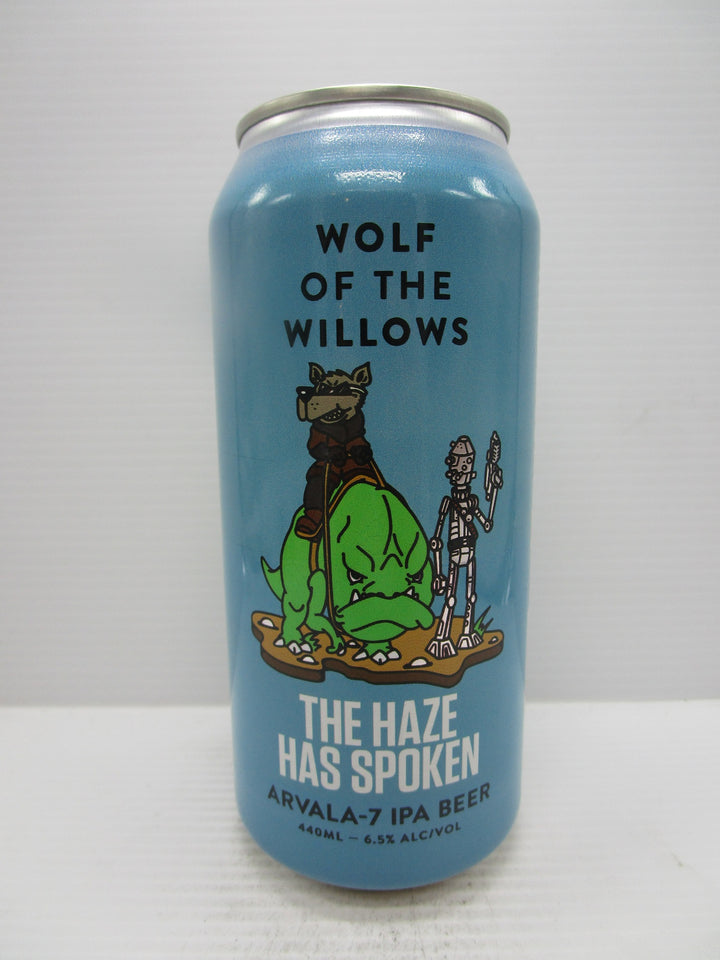 WOLF
OF THE
WILLOWS
THE HAZE
HAS SPOKEN
ARVALA-7 IPA BEER
440ML — 6.5% ALC/VOL